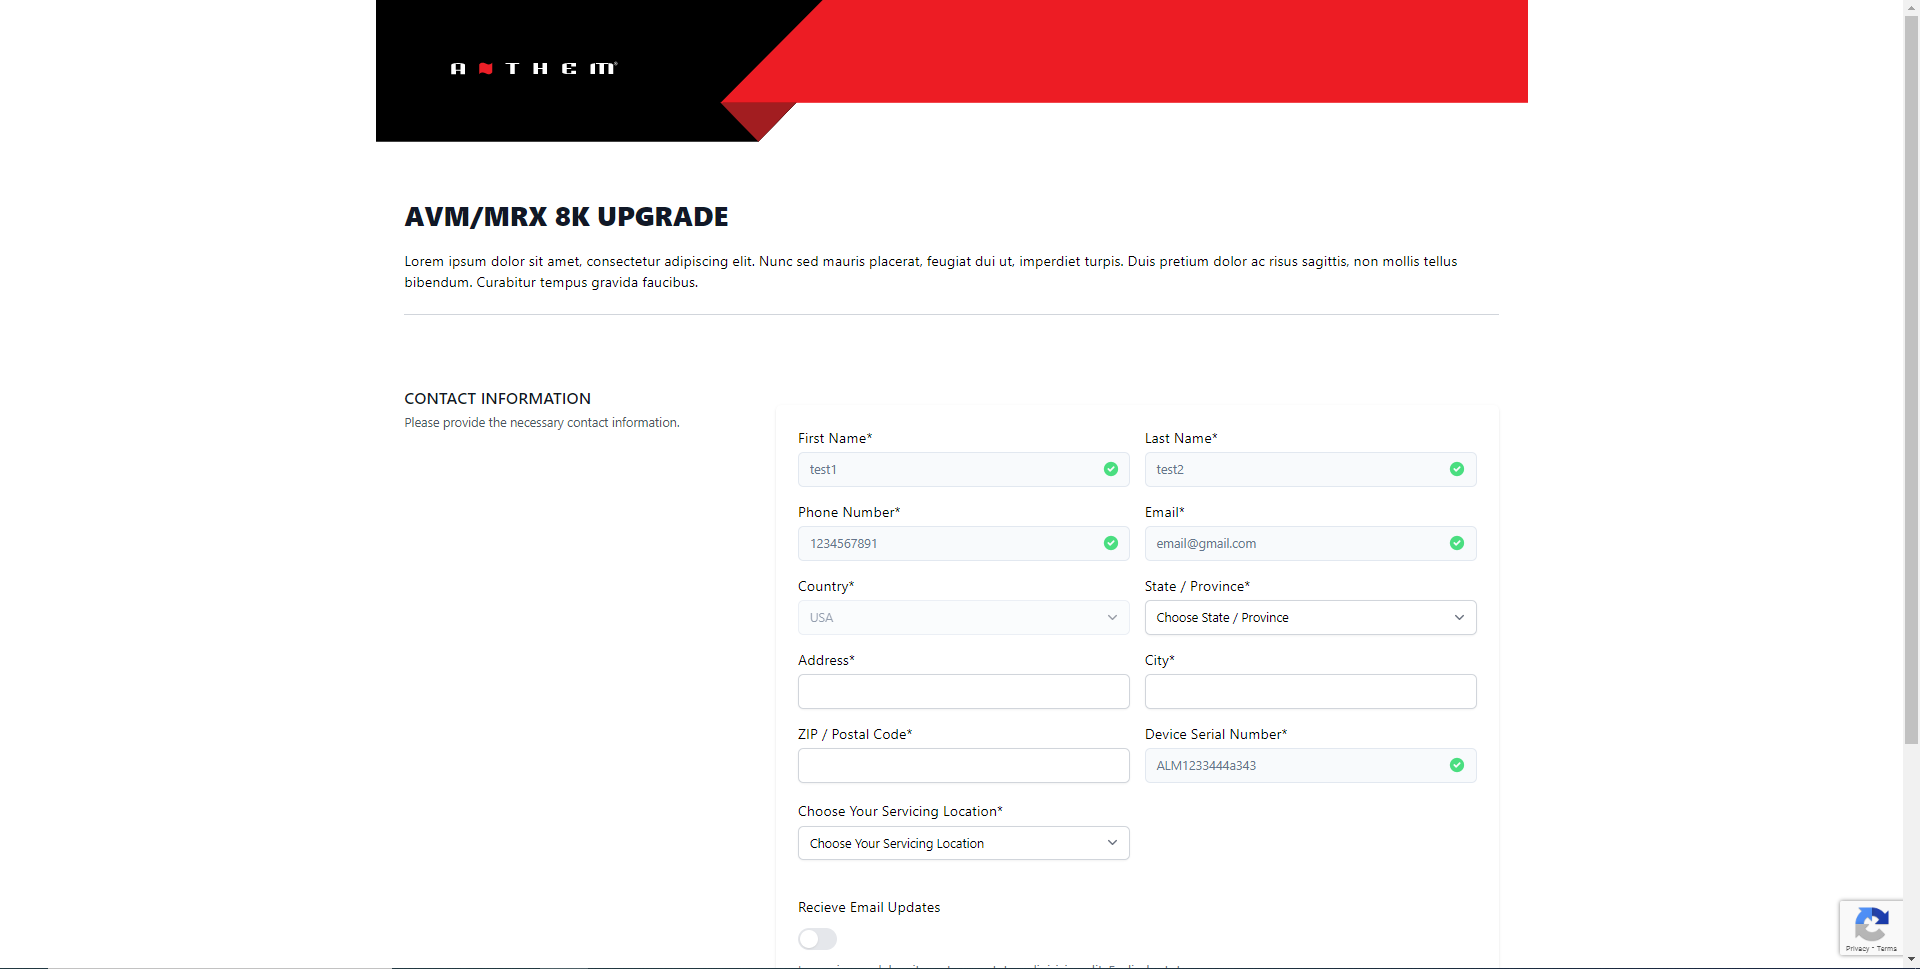 ANTHEM
AVM/MRX 8K UPGRADE
Lorem ipsum dolor sit amet, consectetur adipiscing elit. Nunc sed mauris placerat, feugiat dui ut, imperdiet turpis. Duis pretium dolor ac risus sagittis, non mollis tellus
bibendum. Curabitur tempus gravida faucibus.
CONTACT INFORMATION
Please provide the necessary contact information.
First Name*
Last Name*
test1
test2
Phone Number*
Email*
1234567891
email@gmail.com
Country*
State / Province*
USA
Choose State / Province
Address*
City*
ZIP / Postal Code*
Device Serial Number*
ALM1233444a343
Choose Your Servicing Location*
Choose Your Servicing Location
Recieve Email Updates
Privacy - Terms